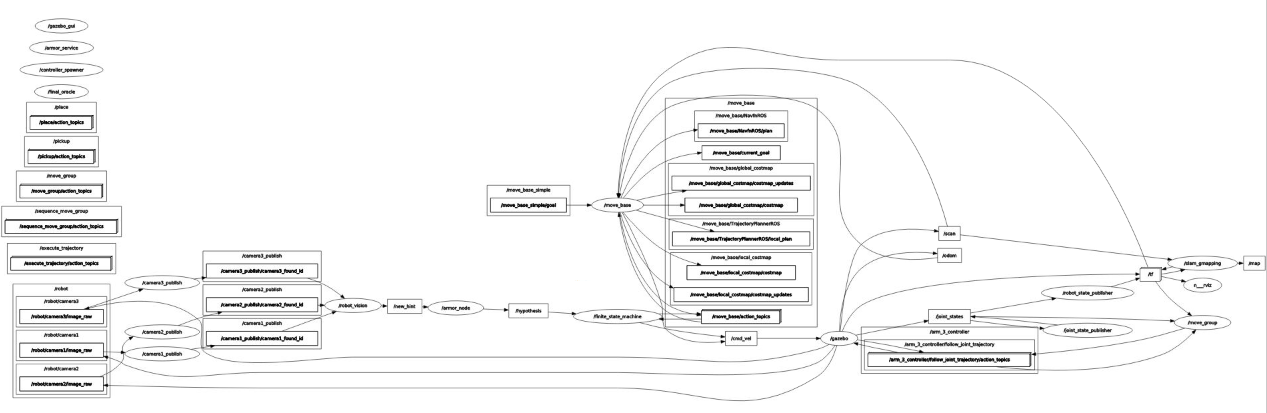 /gazebo_gui
/armor_service
/controller_spawner
/final_oracle
/place
/place/action_topics
/pickup
/pickup/action_topics
/move_group
/move_group/action_topics
/sequence_move_group
/sequence_move_group/action_topics
/execute_trajectory
/execute_trajectory/action_topics
/robot
/robot/camera3
/robot/camera3/image_raw
/robot/camera1
/robot/camera1/image_raw
/robot/camera2
/robot/camera2/image_raw
/camera3_publish
/camera2_publish
/camera1_publish
/camera3_publish
/camera3_publish/camera3_found_id
/camera2_publish
/camera2_publish/camera2_found_id
/camera1_publish
/robot_vision
/new_hint
/armor_node
/hypothesis
/finite_state_machine
/move_base_simple
/move_base_simple/goal
/move_base
/move_base
/move_base/NavfnROS
/move_base/NavfnROS/plan
/move_base/current_goal
/move_base/global_costmap
/move_base/global_costmap/costmap_updates
/move_base/global_costmap/costmap
/move_base/TrajectoryPlannerROS
/move_base/TrajectoryPlannerROS/local_plan
/move_base/local_costmap
/move_base/local_costmap/costmap
/move_base/local_costmap/costmap_updates
/move_base/action_topics
/cmd_vel
/gazebo
/scan
/odom
/joint_states
/arm_3_controller
/arm_3_controller/follow_joint_trajectory
/arm_3_controller/follow_joint_trajectory/action_topics
/robot_state_publisher
/joint_state_publisher
/tf
/slam_gmapping
/map
n__rviz
/move_group